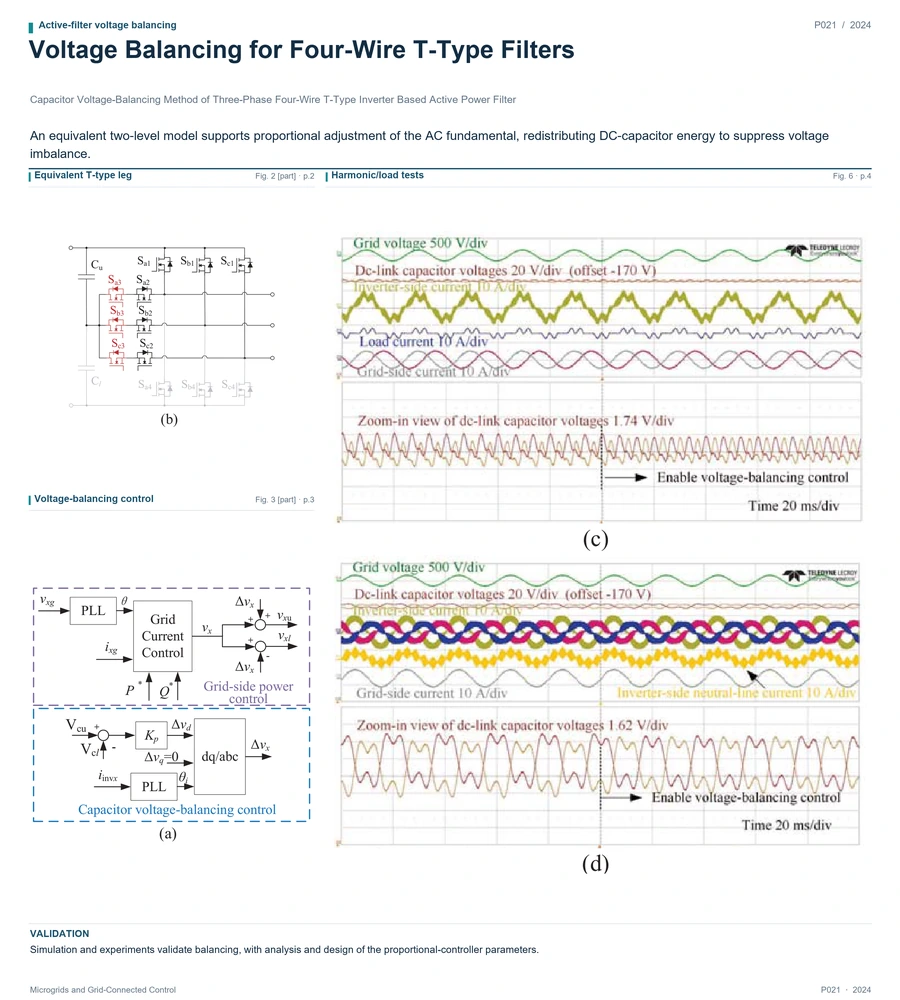 Active-filter voltage balancing
P021 / 2024
Voltage Balancing for Four-Wire T-Type Filters
Capacitor Voltage-Balancing Method of Three-Phase Four-Wire T-Type Inverter Based Active Power Filter
An equivalent two-level model supports proportional adjustment of the AC fundamental, redistributing DC-capacitor energy to suppress voltage
imbalance.
Equivalent T-type leg
Fig. 2 [part] · p.2
Cu
Sa1 Sb1 Sc1
Sa3 Sa2
Sb3 Sb2
Sc3 Sc2
Cl
Sa4 Sb4 Sc4
(b)
Voltage-balancing control
Fig. 3 [part] · p.3
vxg
PLL
θ
Grid
Current
Control
ixg
P* Q*
vx
Δvx
+ +
vxu
+
vxl
-
Δvx
Grid-side power
control
Vcu
+
Vcl
-
Kp
Δvd
Δvq=0
dq/abc
Δvx
iinvx
PLL
θi
Capacitor voltage-balancing control
(a)
Harmonic/load tests
Fig. 6 · p.4
Grid voltage 500 V/div
TELEDYNE LECROY
Dc-link capacitor voltages 20 V/div (offset -170 V)
Inverter-side current 10 A/div
Load current 10 A/div
Grid-side current 10 A/div
Zoom-in view of dc-link capacitor voltages 1.74 V/div
Enable voltage-balancing control
Time 20 ms/div
(c)
Grid voltage 500 V/div
TELEDYNE LECROY
Dc-link capacitor voltages 20 V/div (offset -170 V)
Inverter-side current 10 A/div
Grid-side current 10 A/div
Inverter-side neutral-line current 10 A/div
Zoom-in view of dc-link capacitor voltages 1.62 V/div
Enable voltage-balancing control
Time 20 ms/div
(d)
VALIDATION
Simulation and experiments validate balancing, with analysis and design of the proportional-controller parameters.
Microgrids and Grid-Connected Control
P021 · 2024